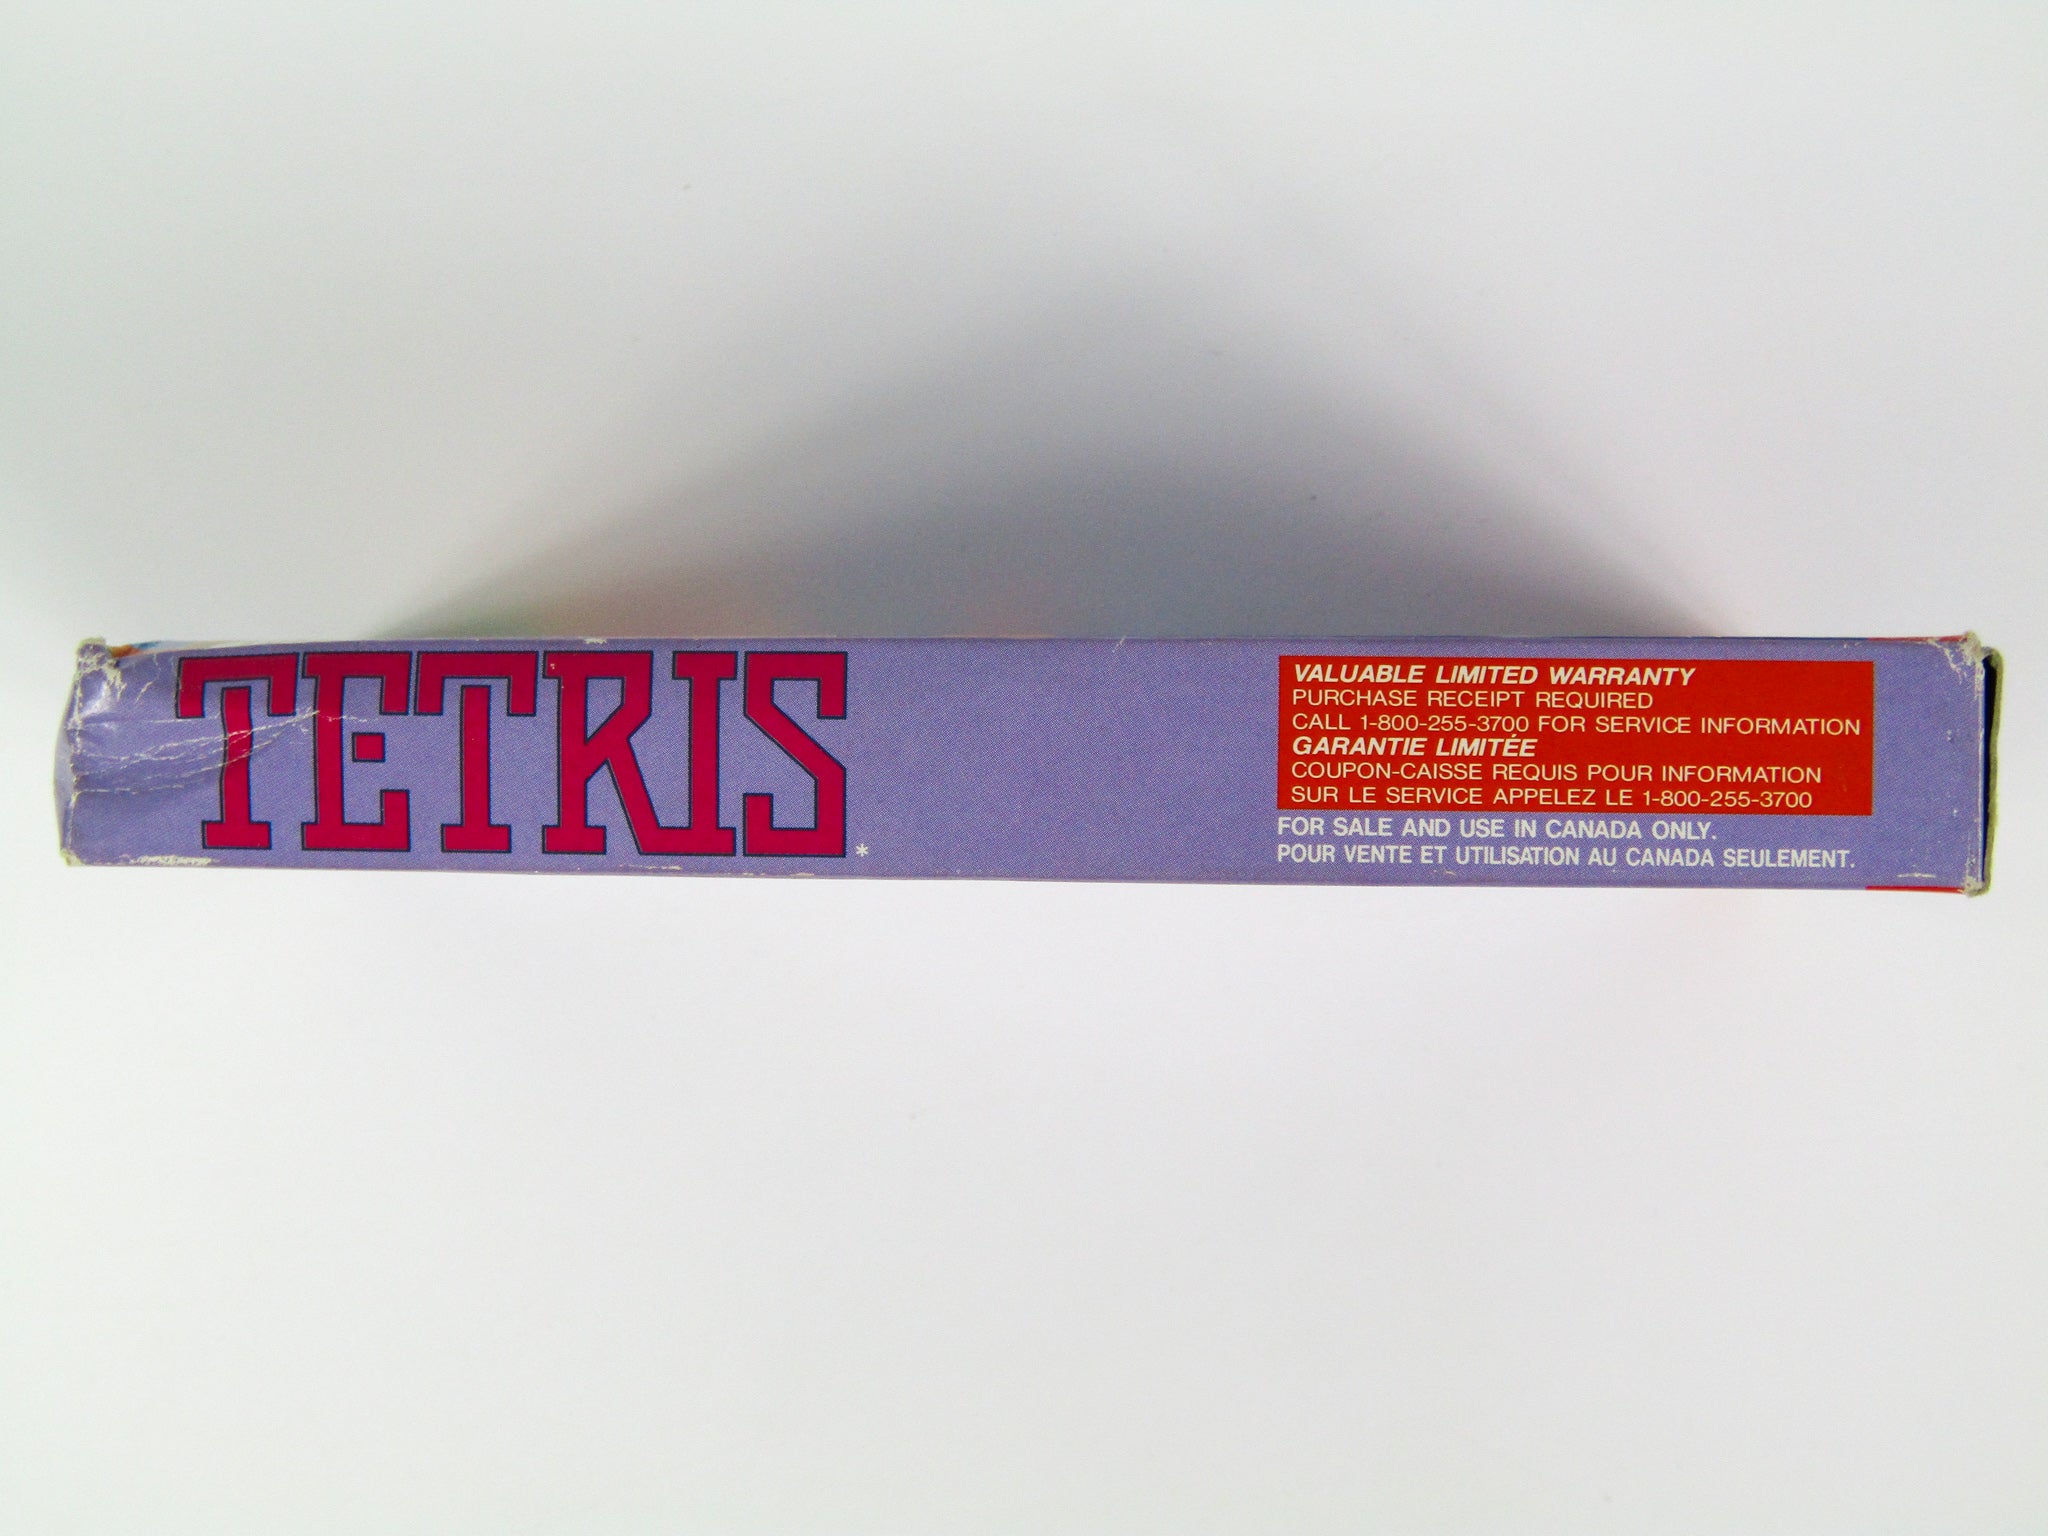 TETRIS*
VALUABLE LIMITED WARRANTY
PURCHASE RECEIPT REQUIRED
CALL 1-800-255-3700 FOR SERVICE INFORMATION
GARANTIE LIMITÉE
COUPON-CAISSE REQUIS POUR INFORMATION
SUR LE SERVICE APPELEZ LE 1-800-255-3700
FOR SALE AND USE IN CANADA ONLY.
POUR VENTE ET UTILISATION AU CANADA SEULEMENT.